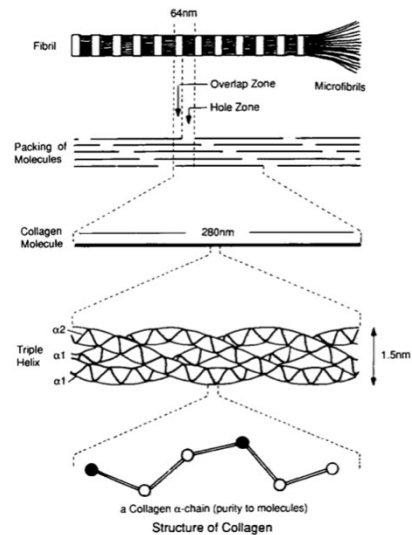 64nm
Fibril
Overlap Zone
Microfibrils
Hole Zone
Packing of
Molecules
Collagen
Molecule
280nm
α2
Triple
Helix
α1
α1
1.5nm
a Collagen α-chain (purity to molecules)
Structure of Collagen